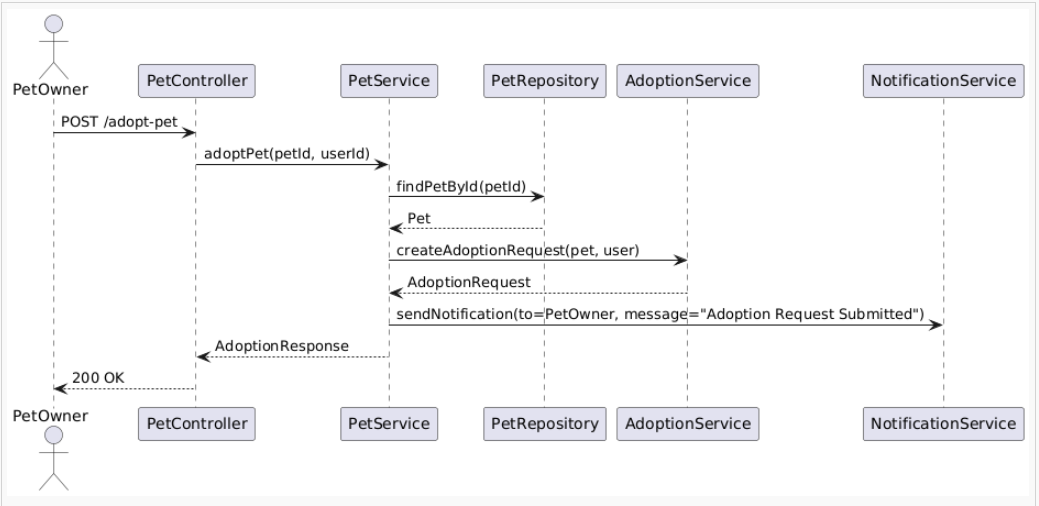 PetOwner
PetController
PetService
PetRepository
AdoptionService
NotificationService
POST /adopt-pet
adoptPet(petId, userId)
findPetById(petId)
Pet
createAdoptionRequest(pet, user)
AdoptionRequest
sendNotification(to=PetOwner, message="Adoption Request Submitted")
AdoptionResponse
200 OK
PetOwner
PetController
PetService
PetRepository
AdoptionService
NotificationService